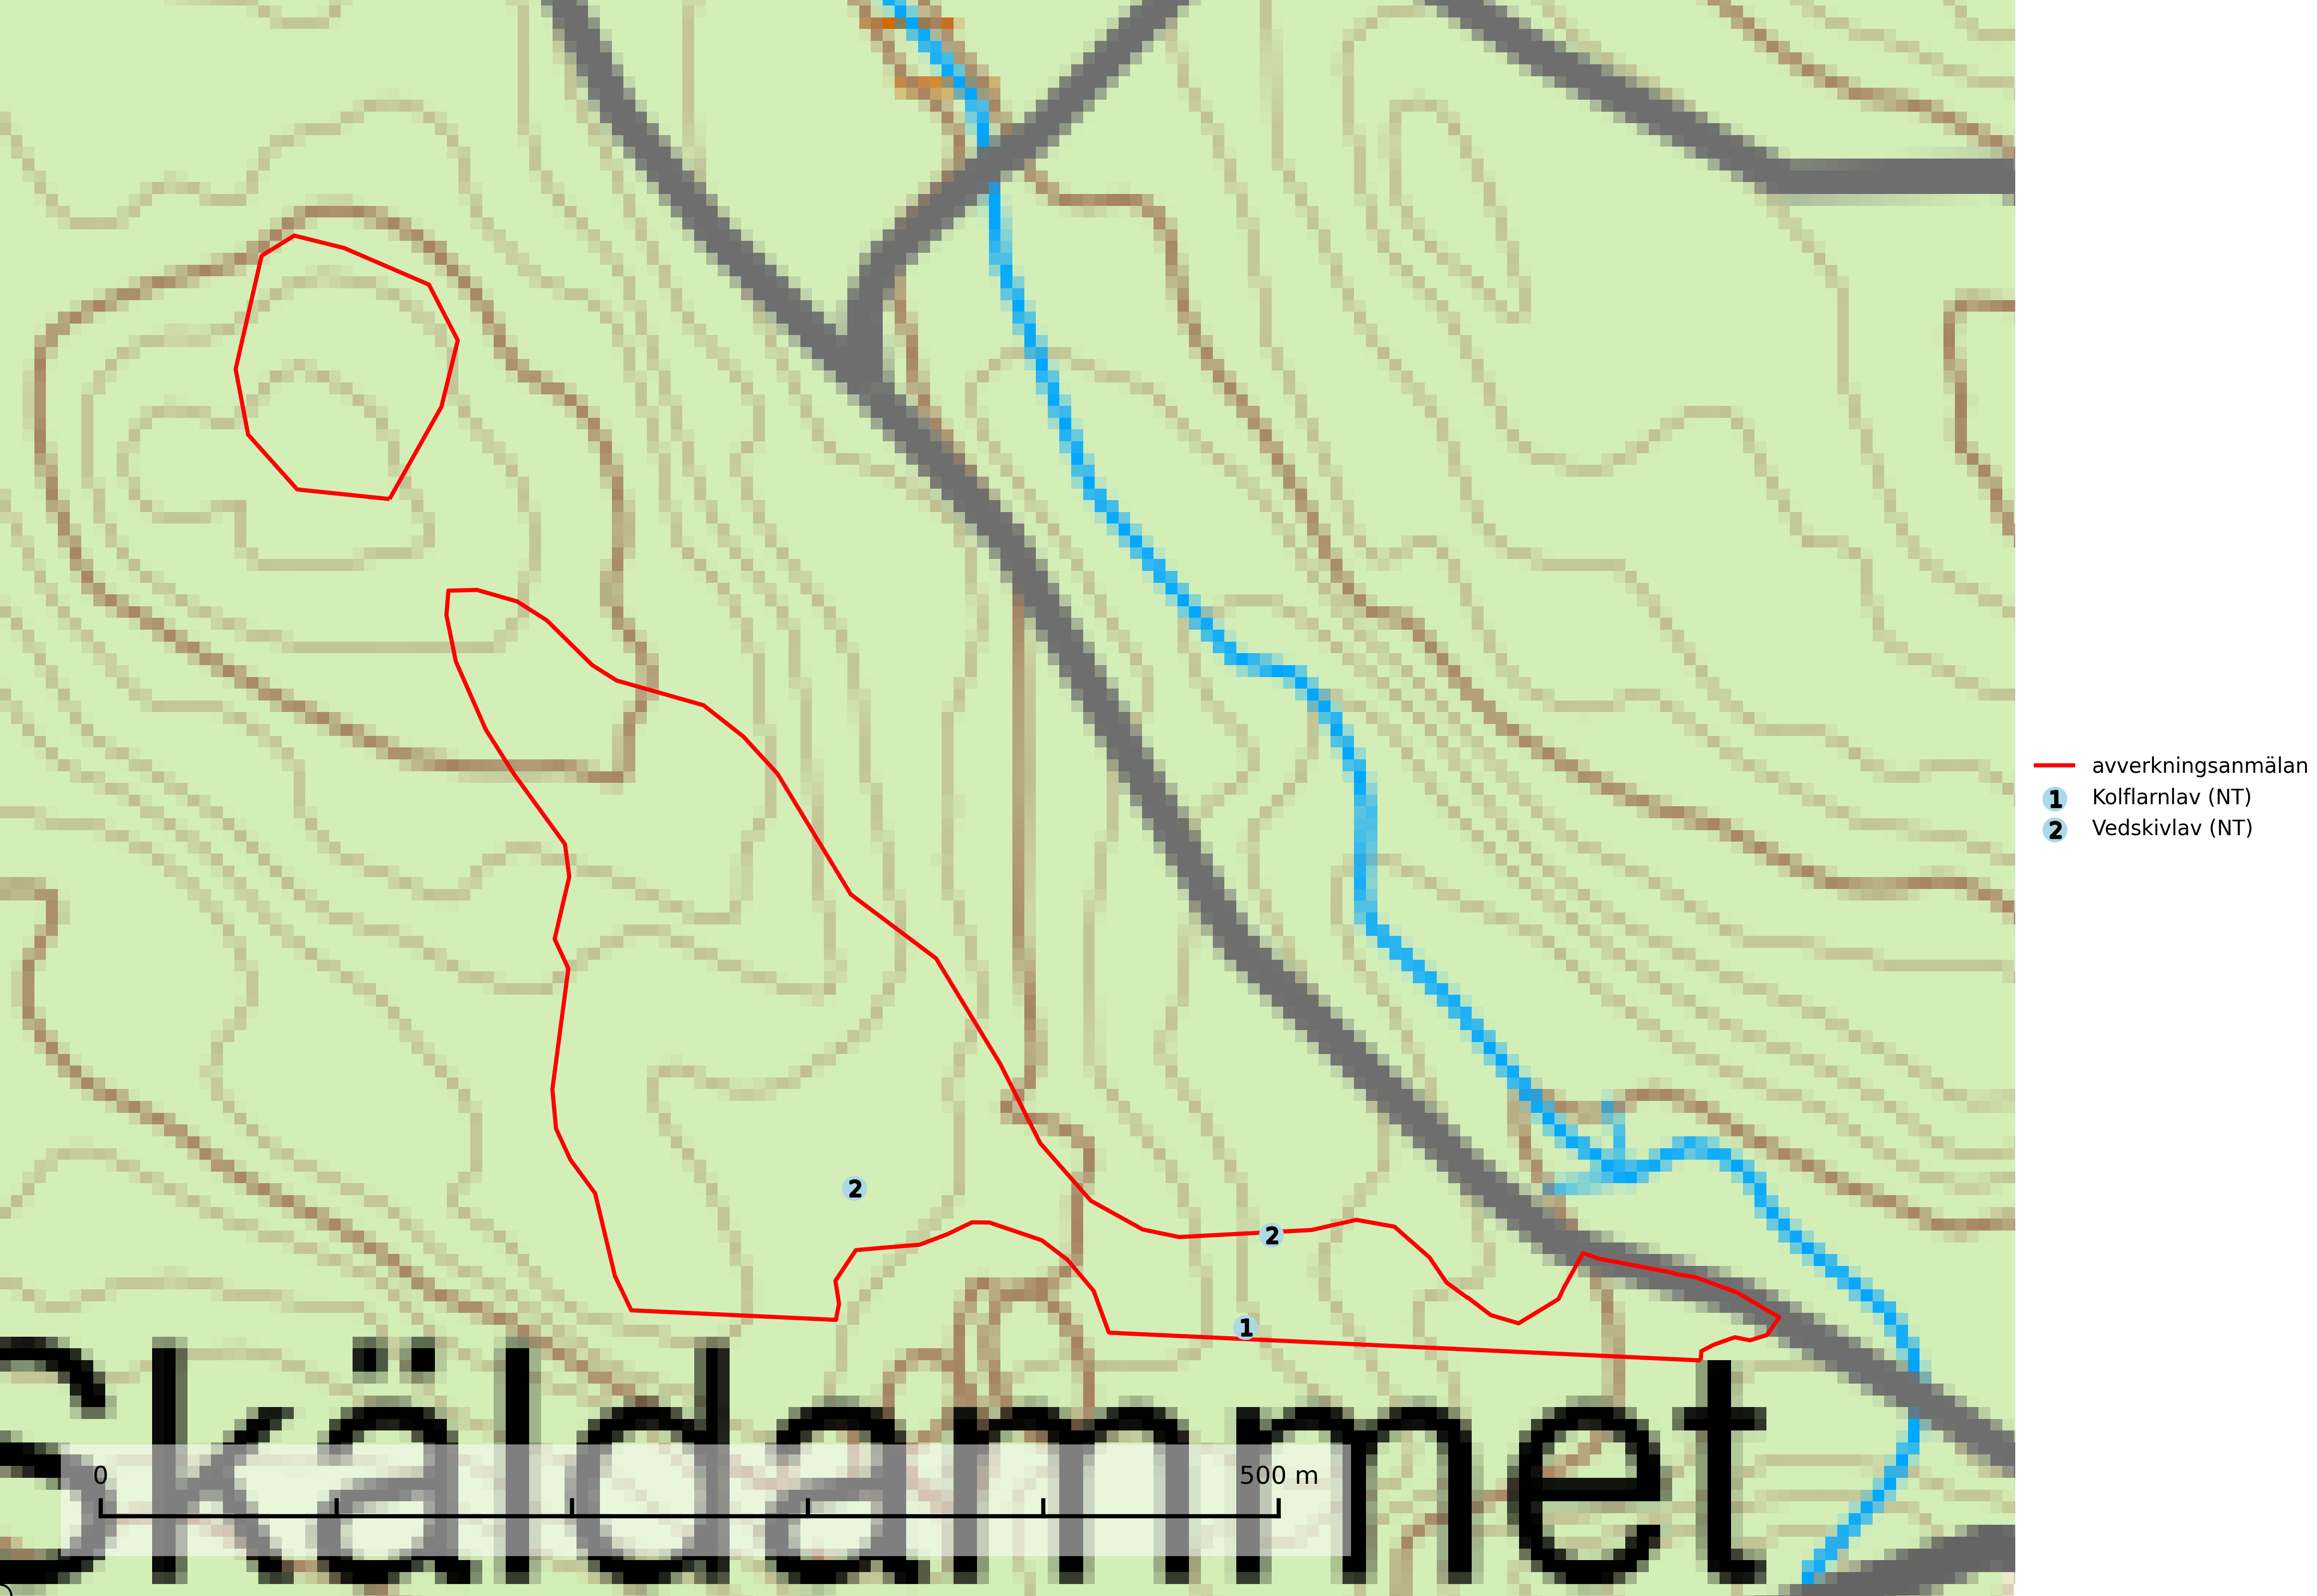 avverkningsanmälan
1 Kolflarnlav (NT)
2 Vedskivlav (NT)
2
2
1
Skäldammet
0 500 m